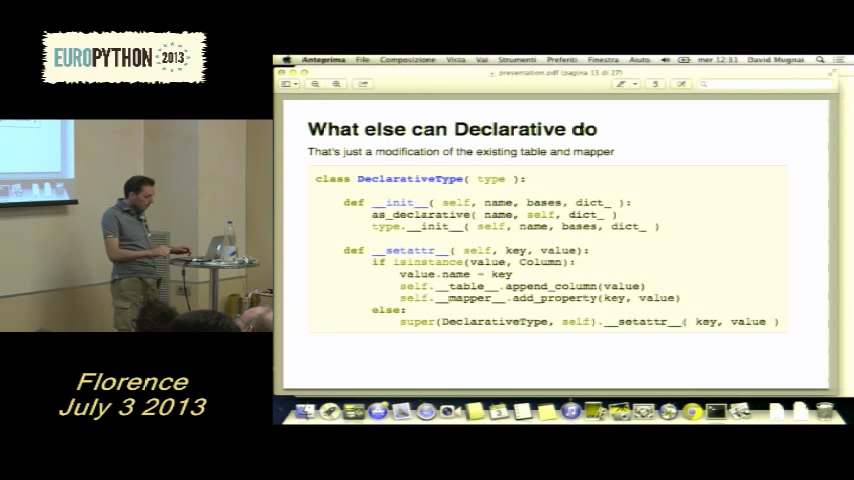 EUROPYTHON 2013
Anteprima File Composizione Vista Vai Strumenti Preferiti Finestra Aiuto mer 12:31 David Mugnai
presentation.pdf (pagina 13 di 27)
What else can Declarative do
That's just a modification of the existing table and mapper
class DeclarativeType( type ):
def __init__( self, name, bases, dict_ ):
as_declarative( name, self, dict_ )
type.__init__( self, name, bases, dict_ )
def __setattr__( self, key, value):
if isinstance(value, Column):
value.name = key
self.__table__.append_column(value)
self.__mapper__.add_property(key, value)
else:
super(DeclarativeType, self).__setattr__( key, value )
Florence
July 3 2013